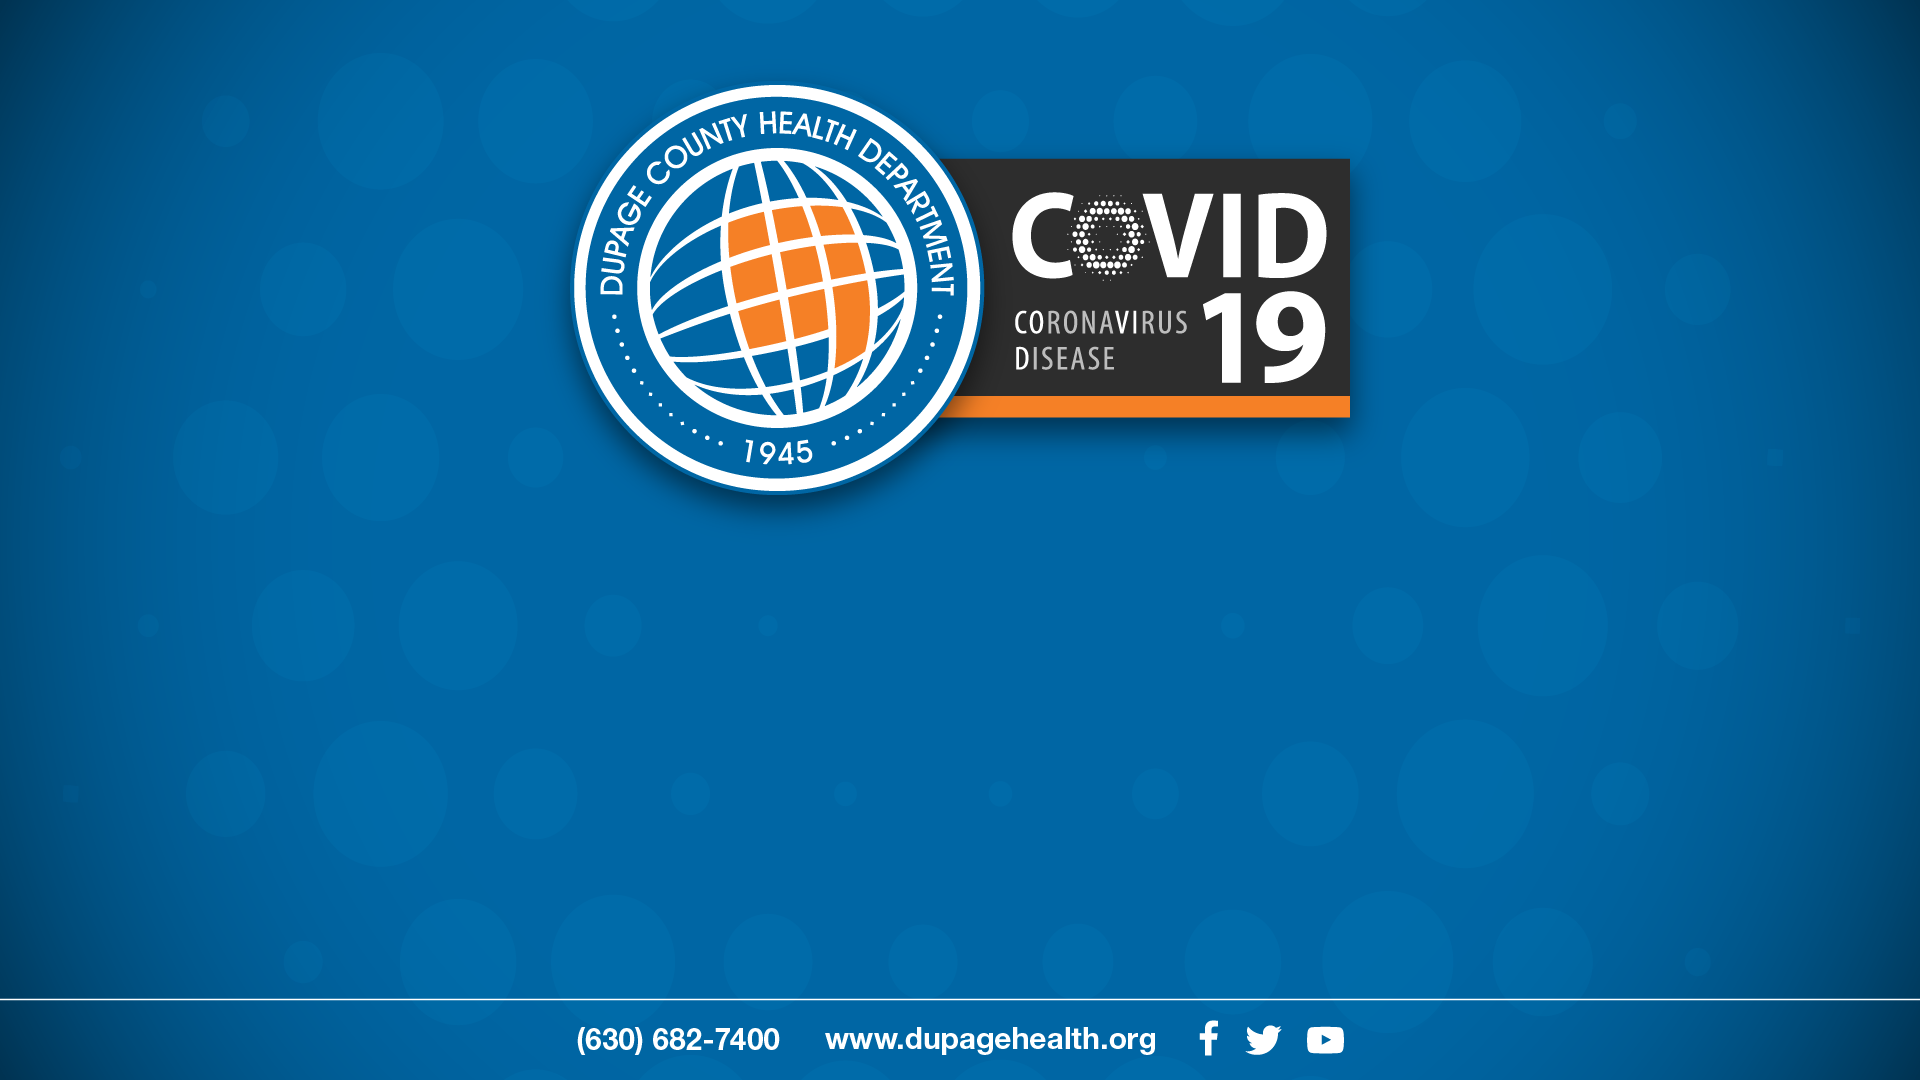 DUPAGE COUNTY HEALTH DEPARTMENT
1945
COVID
CORONAVIRUS
DISEASE
19
(630) 682-7400 www.dupagehealth.org